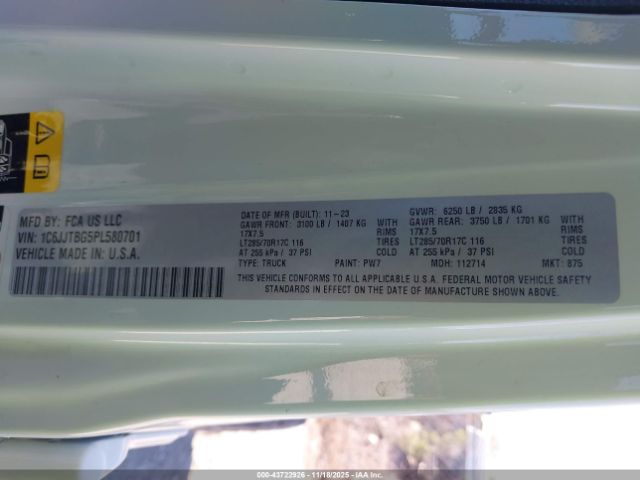 MFD BY: FCA US LLC
VIN: 1C6JJTBG5PL580701
VEHICLE MADE IN: U.S.A.
DATE OF MFR (BUILT): 11-23
GAWR FRONT: 3100 LB / 1407 KG WITH
17X7.5 RIMS
LT285/70R17C 116 TIRES
AT 255 kPa / 37 PSI COLD
TYPE: TRUCK PAINT: PW7
GVWR: 6250 LB / 2835 KG
GAWR REAR: 3750 LB / 1701 KG WITH
17X7.5 RIMS
LT285/70R17C 116 TIRES
AT 255 kPa / 37 PSI COLD
MDH: 112714 MKT: 875
THIS VEHICLE CONFORMS TO ALL APPLICABLE U.S.A. FEDERAL MOTOR VEHICLE SAFETY
STANDARDS IN EFFECT ON THE DATE OF MANUFACTURE SHOWN ABOVE.
000-43723926 11/18/2025 IAAI.COM